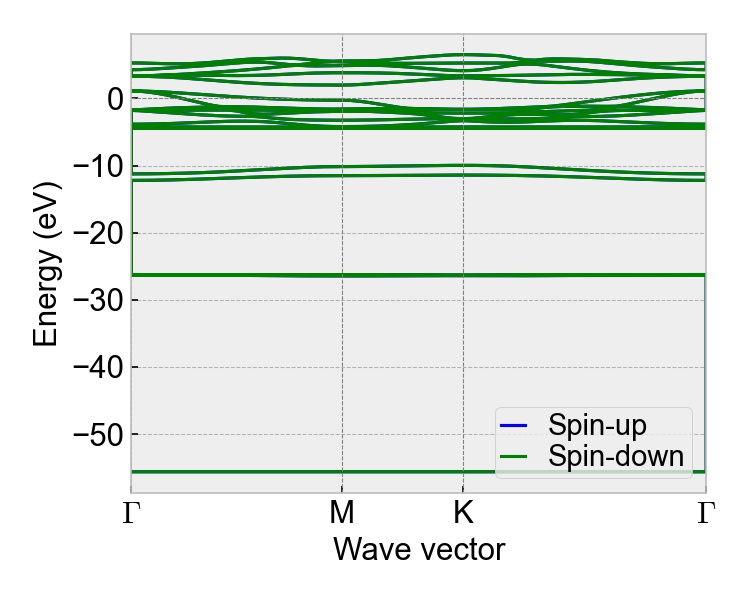 0
−10
−20
−30
−40
−50
Energy (eV)
Spin-up
Spin-down
Γ M K Γ
Wave vector